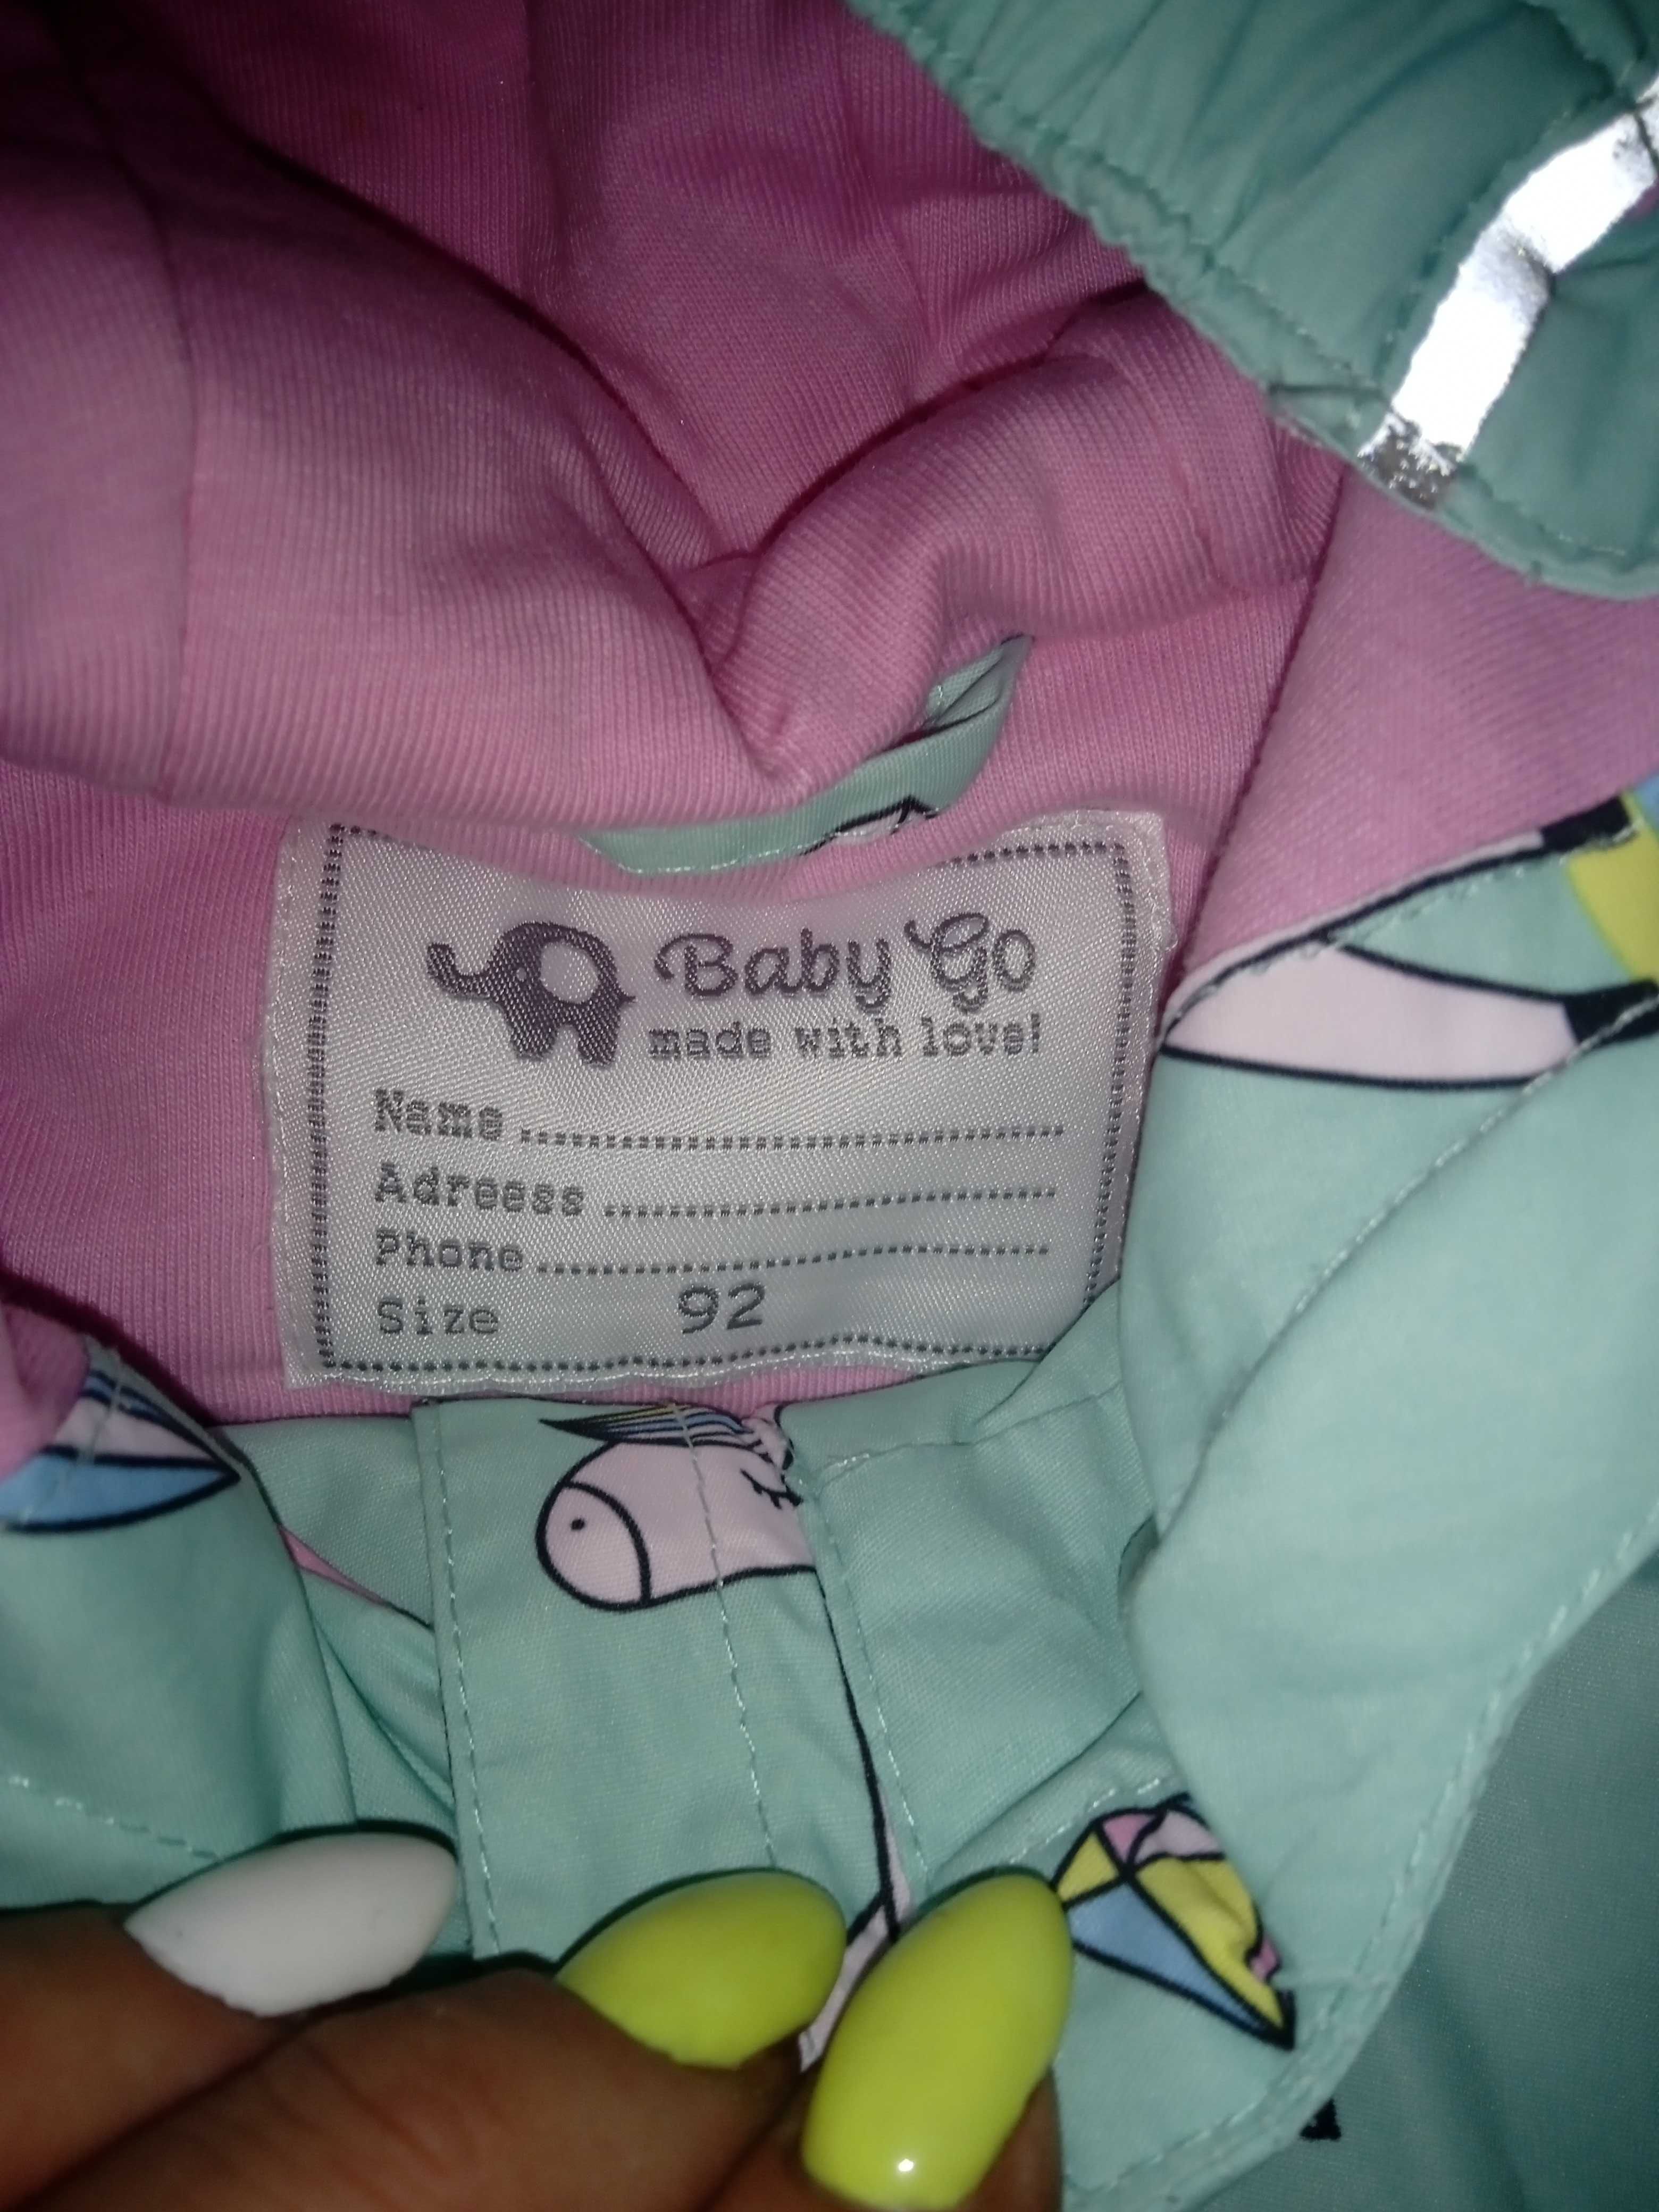 Baby Go
made with love!
Name
Adreess
Phone
Size 92